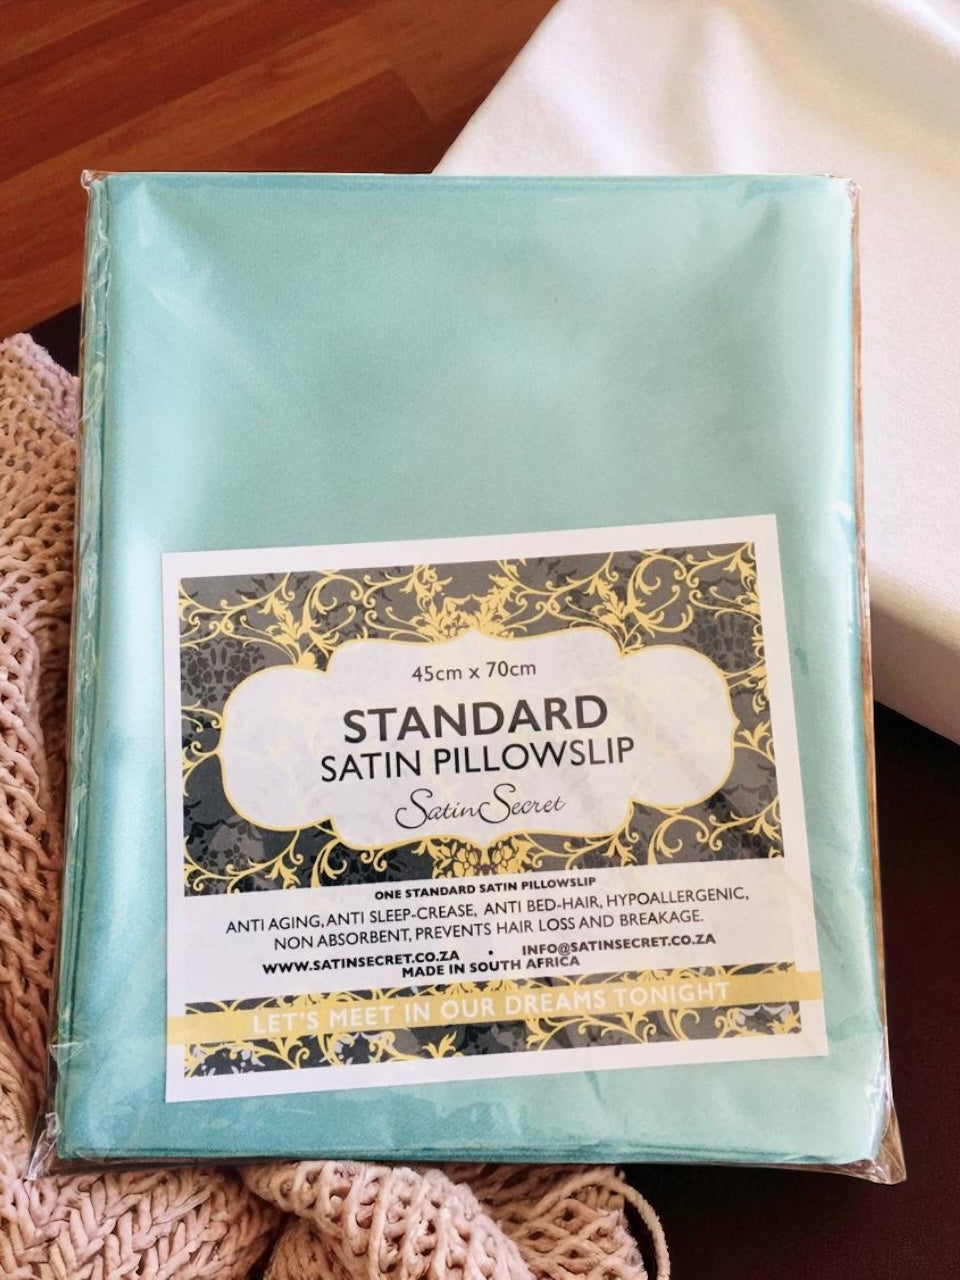 45cm x 70cm
STANDARD
SATIN PILLOWSLIP
Satin Secret
ONE STANDARD SATIN PILLOWSLIP
ANTI AGING, ANTI SLEEP-CREASE, ANTI BED-HAIR, HYPOALLERGENIC,
NON ABSORBENT, PREVENTS HAIR LOSS AND BREAKAGE.
WWW.SATINSECRET.CO.ZA • INFO@SATINSECRET.CO.ZA
MADE IN SOUTH AFRICA
LET'S MEET IN OUR DREAMS TONIGHT